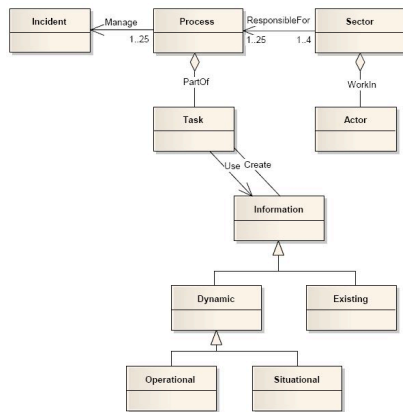 Incident
Process
Sector
Manage
ResponsibleFor
1..25
1..25
1..4
PartOf
WorkIn
Task
Actor
Use
Create
Information
Dynamic
Existing
Operational
Situational